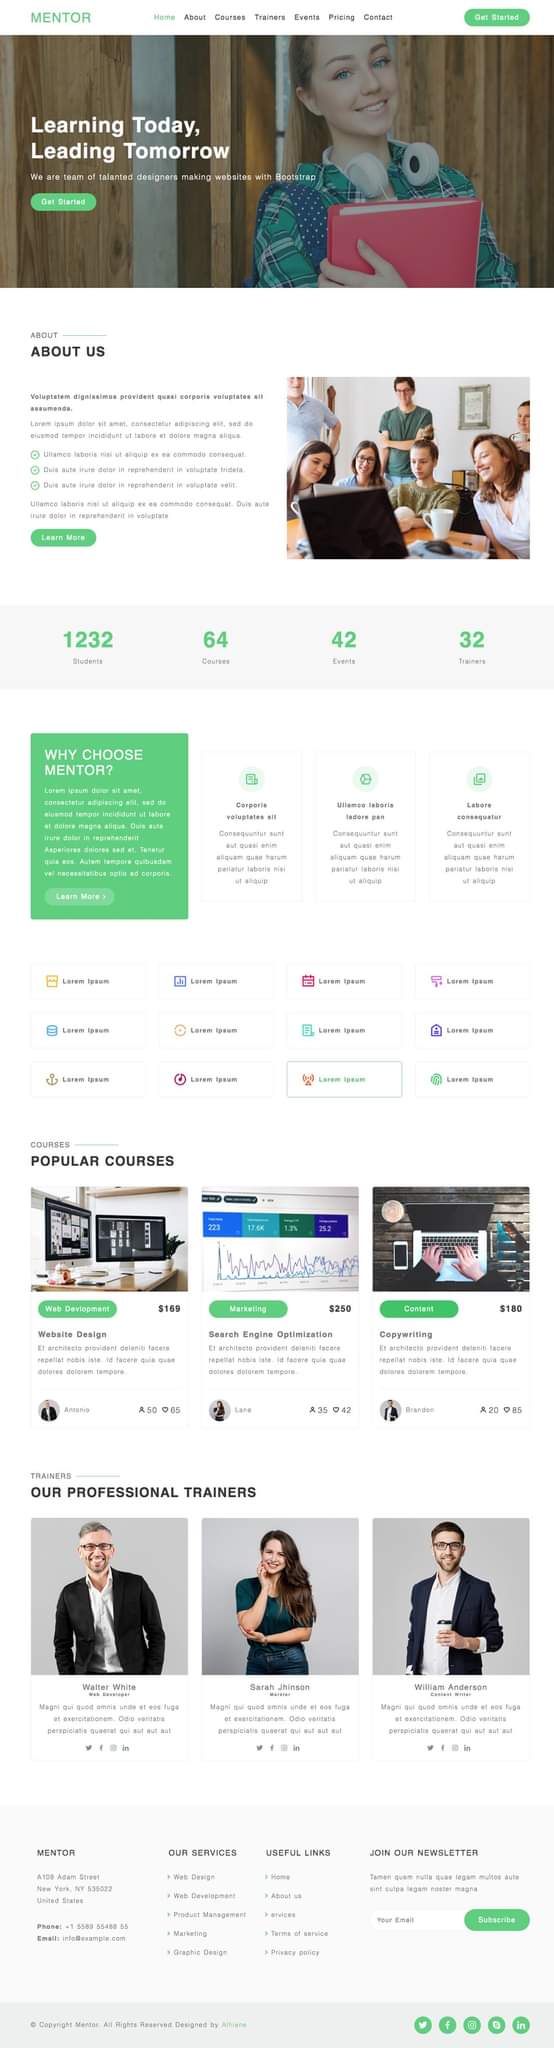 MENTOR
Home About Courses Trainers Events Pricing Contact
Get Started
Learning Today,
Leading Tomorrow
We are team of talanted designers making websites with Bootstrap
Get Started
ABOUT
ABOUT US
Voluptatem dignissimos provident quasi corporis voluptates sit
assumenda.
Lorem ipsum dolor sit amet, consectetur adipiscing elit, sed do
eiusmod tempor incididunt ut labore et dolore magna aliqua.
Ullamco laboris nisi ut aliquip ex ea commodo consequat.
Duis aute irure dolor in reprehenderit in voluptate trideta.
Duis aute irure dolor in reprehenderit in voluptate velit.
Ullamco laboris nisi ut aliquip ex ea commodo consequat. Duis aute
irure dolor in reprehenderit in voluptate
Learn More
1232 64 42 32
Students Courses Events Trainers
WHY CHOOSE
MENTOR?
Lorem ipsum dolor sit amet,
consectetur adipiscing elit, sed do
eiusmod tempor incididunt ut labore
et dolore magna aliqua. Duis aute
irure dolor in reprehenderit
Asperiores dolores sed et. Tenetur
quia eos. Autem tempore quibusdam
vel necessitatibus optio ad corporis.
Learn More >
Corporis
voluptates sit
Consequuntur sunt
aut quasi enim
aliquam quae harum
pariatur laboris nisi
ut aliquip
Ullamco laboris
ladore pan
Consequuntur sunt
aut quasi enim
aliquam quae harum
pariatur laboris nisi
ut aliquip
Labore
consequatur
Consequuntur sunt
aut quasi enim
aliquam quae harum
pariatur laboris nisi
ut aliquip
Lorem Ipsum Lorem Ipsum Lorem Ipsum Lorem Ipsum
Lorem Ipsum Lorem Ipsum Lorem Ipsum Lorem Ipsum
Lorem Ipsum Lorem Ipsum Lorem Ipsum Lorem Ipsum
COURSES
POPULAR COURSES
223 17.6K 1.3% 25.2
Web Devlopment $169
Website Design
Et architecto provident deleniti facere
repellat nobis iste. Id facere quia quae
dolores dolorem tempore.
Antonio 50 65
Marketing $250
Search Engine Optimization
Et architecto provident deleniti facere
repellat nobis iste. Id facere quia quae
dolores dolorem tempore.
Lana 35 42
Content $180
Copywriting
Et architecto provident deleniti facere
repellat nobis iste. Id facere quia quae
dolores dolorem tempore.
Brandon 20 85
TRAINERS
OUR PROFESSIONAL TRAINERS
Walter White
Web Developer
Magni qui quod omnis unde et eos fuga
et exercitationem. Odio veritatis
perspiciatis quaerat qui aut aut aut
Sarah Jhinson
Magni qui quod omnis unde et eos fuga
et exercitationem. Odio veritatis
perspiciatis quaerat qui aut aut aut
William Anderson
Content Writer
Magni qui quod omnis unde et eos fuga
et exercitationem. Odio veritatis
perspiciatis quaerat qui aut aut aut
MENTOR
A108 Adam Street
New York, NY 535022
United States
Phone: +1 5589 55488 55
Email: info@example.com
OUR SERVICES
Web Design
Web Development
Product Management
Marketing
Graphic Design
USEFUL LINKS
Home
About us
ervices
Terms of service
Privacy policy
JOIN OUR NEWSLETTER
Tamen quem nulla quae legam multos aute
sint culpa legam noster magna
Your Email
Subscribe
© Copyright Mentor. All Rights Reserved Designed by